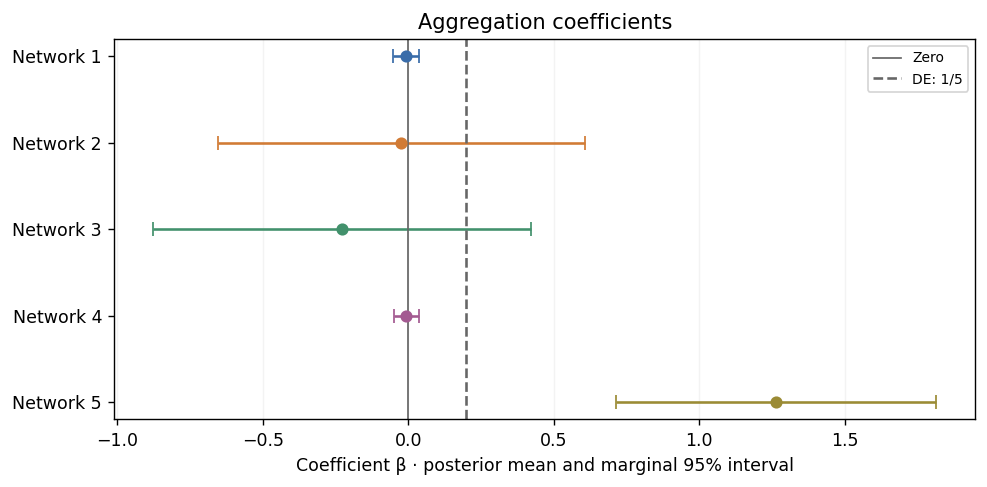 Aggregation coefficients
Network 1
Network 2
Network 3
Network 4
Network 5
Zero
DE: 1/5
−1.0
−0.5
0.0
0.5
1.0
1.5
Coefficient β · posterior mean and marginal 95% interval